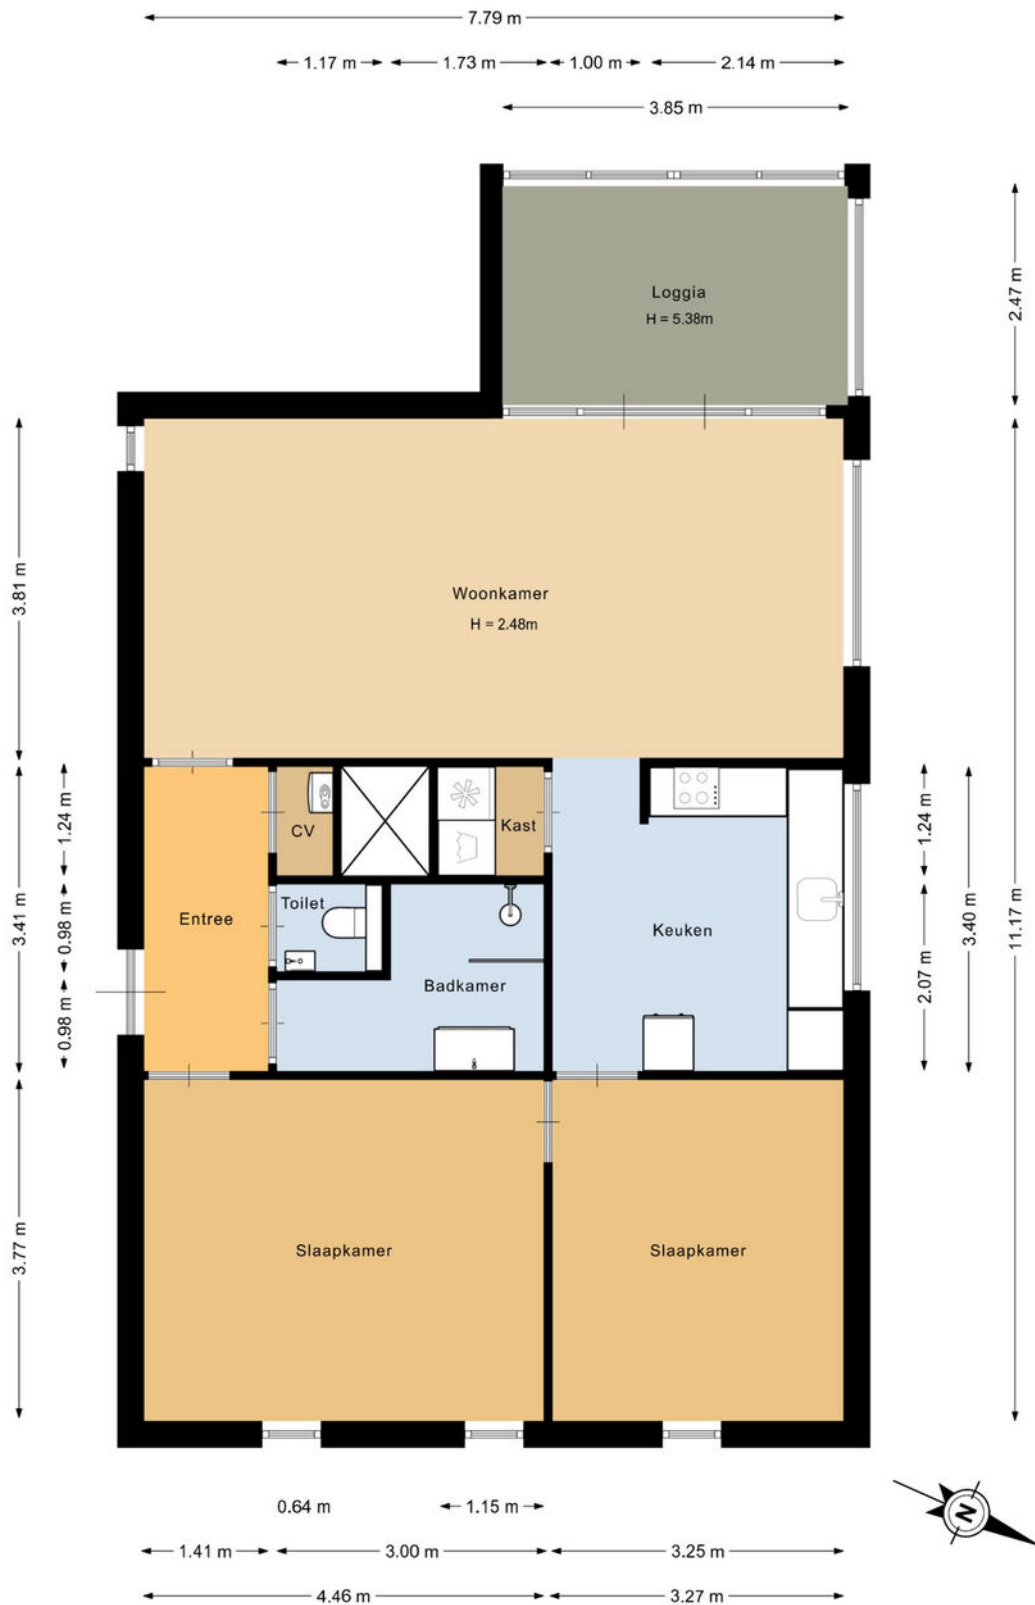 7.79 m
1.17 m
1.73 m
1.00 m
2.14 m
3.85 m
2.47 m
Loggia
H = 5.38m
3.81 m
11.17 m
Woonkamer
H = 2.48m
3.41 m
1.24 m
0.98 m
0.98 m
CV
Kast
Toilet
Entree
Keuken
Badkamer
1.24 m
2.07 m
3.40 m
3.77 m
Slaapkamer
Slaapkamer
0.64 m
1.15 m
N
1.41 m
3.00 m
3.25 m
4.46 m
3.27 m